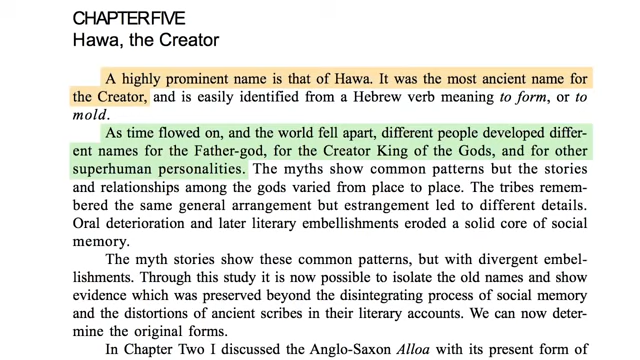 CHAPTER FIVE
Hawa, the Creator
A highly prominent name is that of Hawa. It was the most ancient name for
the Creator, and is easily identified from a Hebrew verb meaning to form, or to
mold.
As time flowed on, and the world fell apart, different people developed differ-
ent names for the Father-god, for the Creator King of the Gods, and for other
superhuman personalities. The myths show common patterns but the stories
and relationships among the gods varied from place to place. The tribes remem-
bered the same general arrangement but estrangement led to different details.
Oral deterioration and later literary embellishments eroded a solid core of social
memory.
The myth stories show these common patterns, but with divergent embel-
lishments. Through this study it is now possible to isolate the old names and show
evidence which was preserved beyond the disintegrating process of social memory
and the distortions of ancient scribes in their literary accounts. We can now deter-
mine the original forms.
In Chapter Two I discussed the Anglo-Saxon Alloa with its present form of